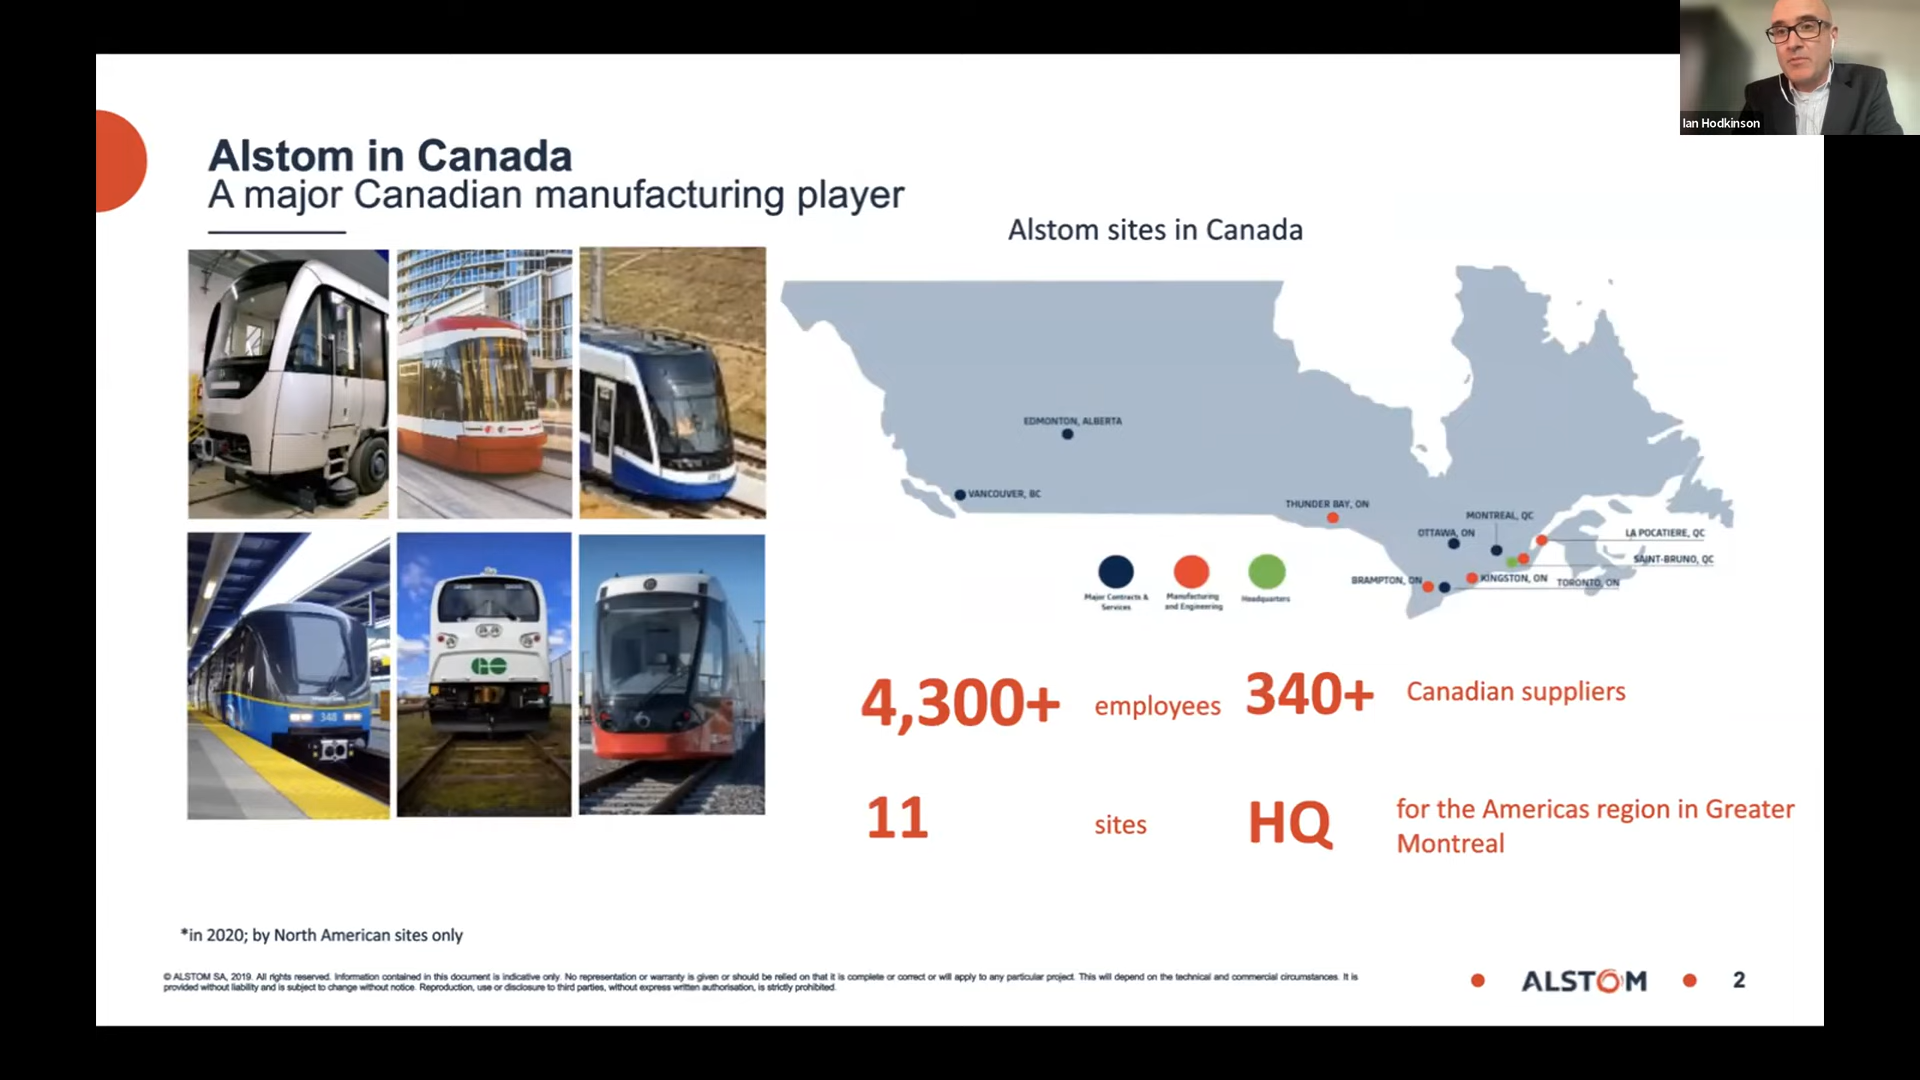 Ian Hodkinson
Alstom in Canada
A major Canadian manufacturing player
Alstom sites in Canada
EDMONTON, ALBERTA
VANCOUVER, BC
THUNDER BAY, ON
MONTREAL, QC
OTTAWA, ON
LA POCATIERE, QC
SAINT-BRUNO, QC
BRAMPTON, ON
KINGSTON, ON
TORONTO, ON
Major Contracts &
Services
Manufacturing
and Engineering
Headquarters
348
GO
4,300+ employees
340+ Canadian suppliers
11 sites
HQ for the Americas region in Greater
Montreal
*in 2020; by North American sites only
© ALSTOM SA, 2019. All rights reserved. Information contained in this document is indicative only. No representation or warranty is given or should be relied on that it is complete or correct or will apply to any particular project. This will depend on the technical and commercial circumstances. It is
provided without liability and is subject to change without notice. Reproduction, use or disclosure to third parties, without express written authorisation, is strictly prohibited.
ALSTOM
2